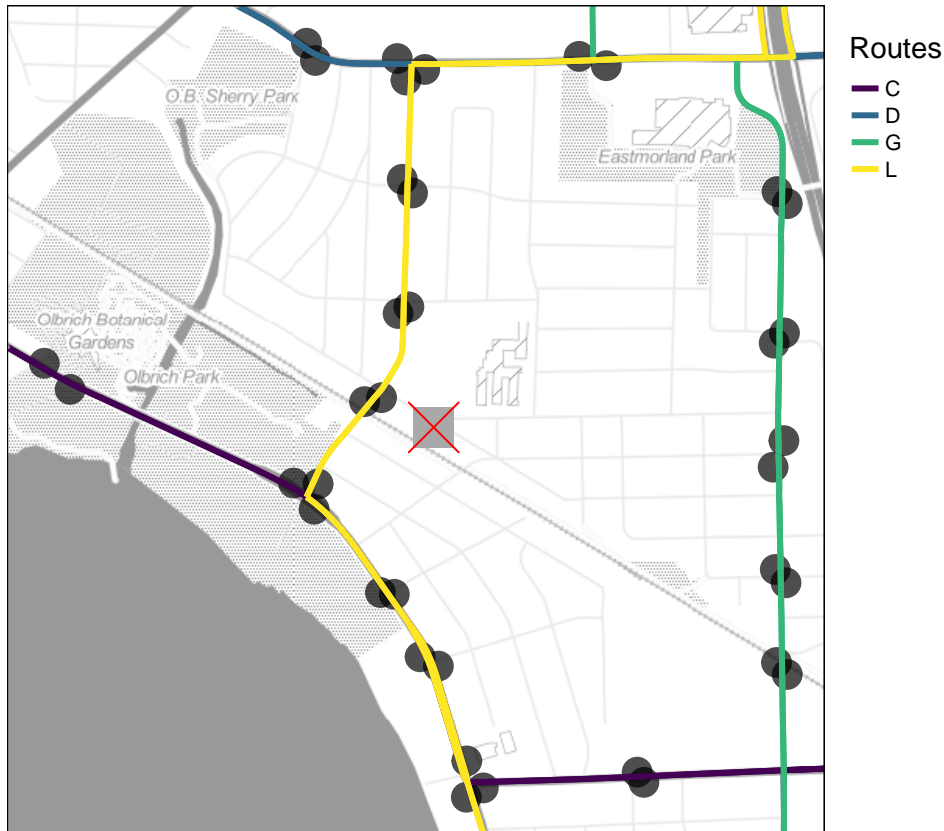 Routes
C
D
G
L
O.B. Sherry Park
Eastmorland Park
Olbrich Botanical
Gardens
Olbrich Park